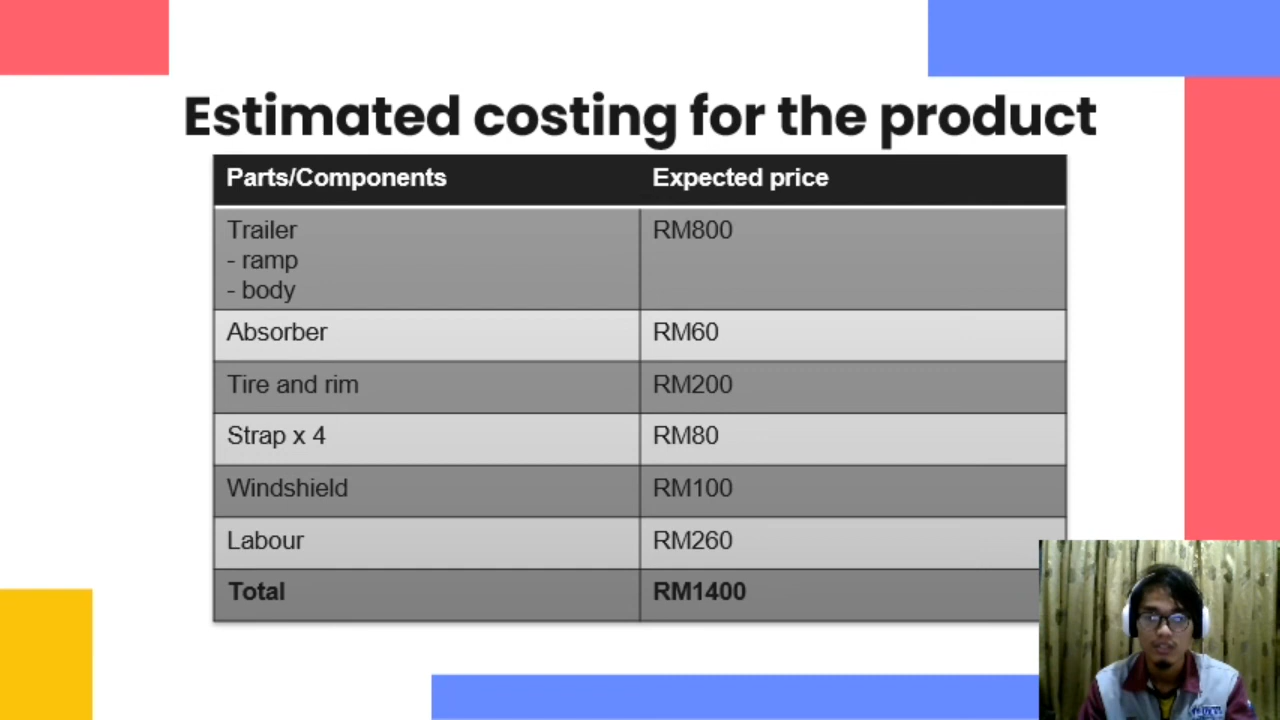 Estimated costing for the product
Parts/Components Expected price
Trailer RM800
- ramp
- body
Absorber RM60
Tire and rim RM200
Strap x 4 RM80
Windshield RM100
Labour RM260
Total RM1400